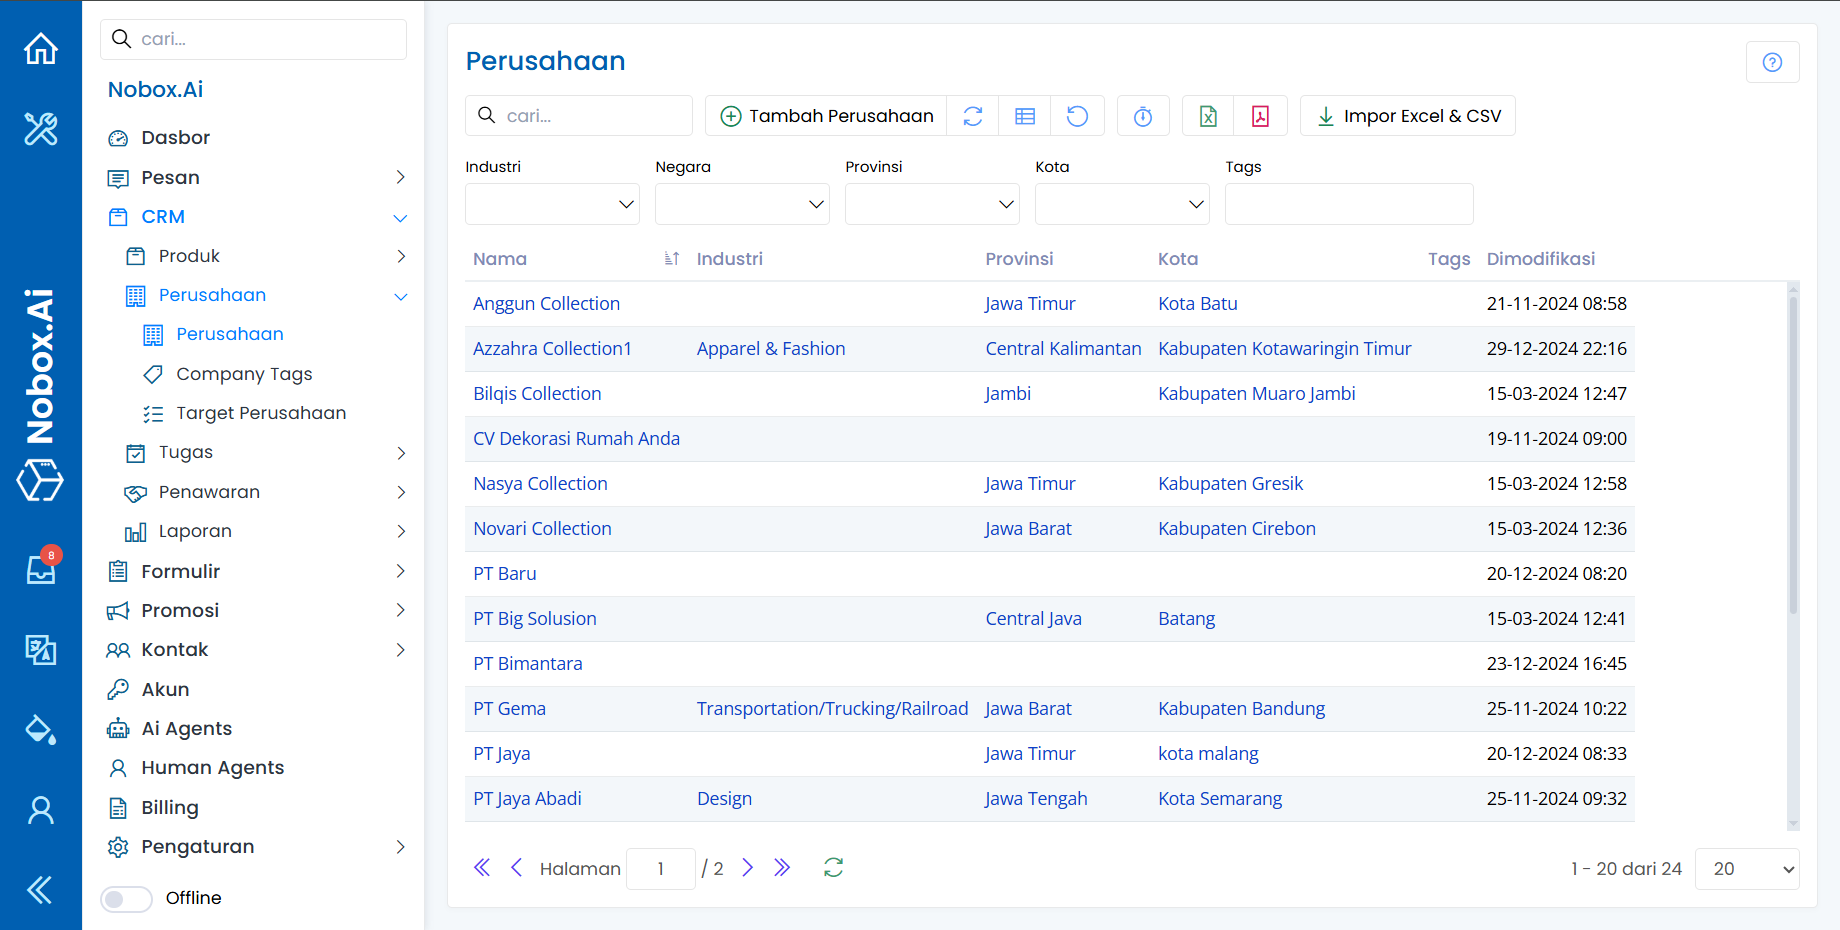 Nobox.Ai
8
cari...
Nobox.Ai
Dasbor
Pesan
CRM
Produk
Perusahaan
Perusahaan
Company Tags
Target Perusahaan
Tugas
Penawaran
Laporan
Formulir
Promosi
Kontak
Akun
Ai Agents
Human Agents
Billing
Pengaturan
Offline
Perusahaan
cari... Tambah Perusahaan Impor Excel & CSV
Industri Negara Provinsi Kota Tags
Nama Industri Provinsi Kota Tags Dimodifikasi
Anggun Collection Jawa Timur Kota Batu 21-11-2024 08:58
Azzahra Collection1 Apparel & Fashion Central Kalimantan Kabupaten Kotawaringin Timur 29-12-2024 22:16
Bilqis Collection Jambi Kabupaten Muaro Jambi 15-03-2024 12:47
CV Dekorasi Rumah Anda 19-11-2024 09:00
Nasya Collection Jawa Timur Kabupaten Gresik 15-03-2024 12:58
Novari Collection Jawa Barat Kabupaten Cirebon 15-03-2024 12:36
PT Baru 20-12-2024 08:20
PT Big Solusion Central Java Batang 15-03-2024 12:41
PT Bimantara 23-12-2024 16:45
PT Gema Transportation/Trucking/Railroad Jawa Barat Kabupaten Bandung 25-11-2024 10:22
PT Jaya Jawa Timur kota malang 20-12-2024 08:33
PT Jaya Abadi Design Jawa Tengah Kota Semarang 25-11-2024 09:32
Halaman 1 / 2 1 - 20 dari 24 20